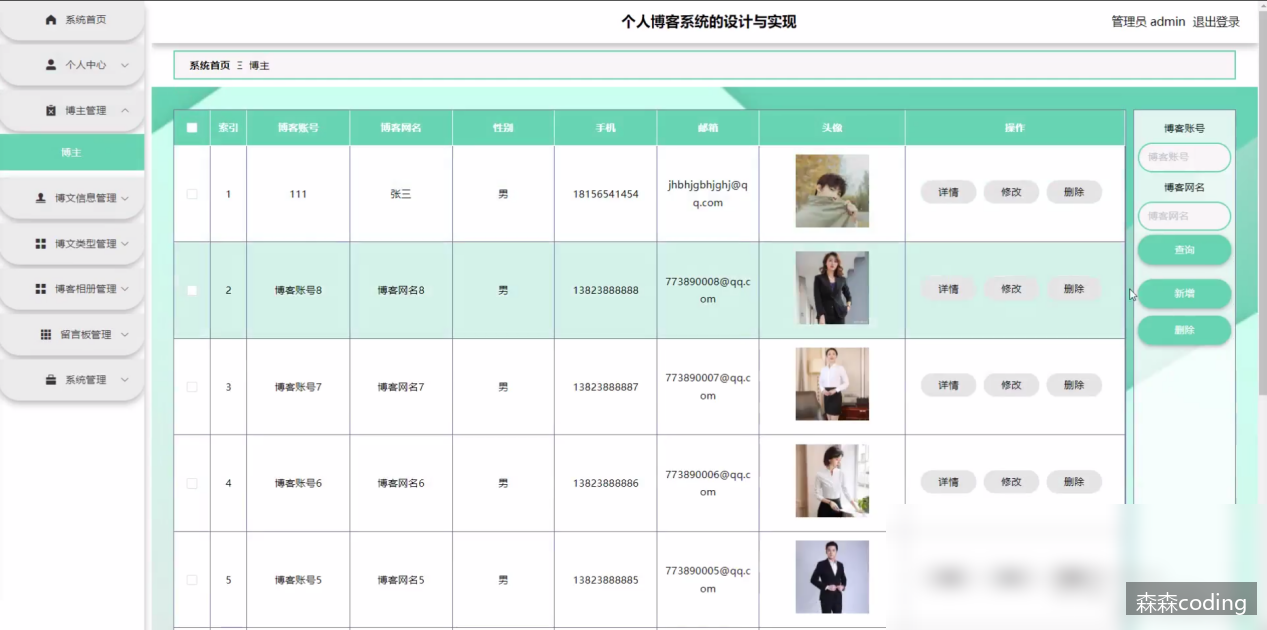 系统首页
个人中心
博主管理
博主
博文信息管理
博文类型管理
博客相册管理
留言板管理
系统管理
个人博客系统的设计与实现
管理员 admin 退出登录
系统首页 Ξ 博主
索引 博客账号 博客网名 性别 手机 邮箱 头像 操作
1 111 张三 男 18156541454 jhbhjgbhjghj@q
q.com
详情 修改 删除
2 博客账号8 博客网名8 男 13823888888 773890008@qq.c
om
详情 修改 删除
3 博客账号7 博客网名7 男 13823888887 773890007@qq.c
om
详情 修改 删除
4 博客账号6 博客网名6 男 13823888886 773890006@qq.c
om
详情 修改 删除
5 博客账号5 博客网名5 男 13823888885 773890005@qq.c
om
博客账号
博客账号
博客网名
博客网名
查询
新增
删除
森森coding